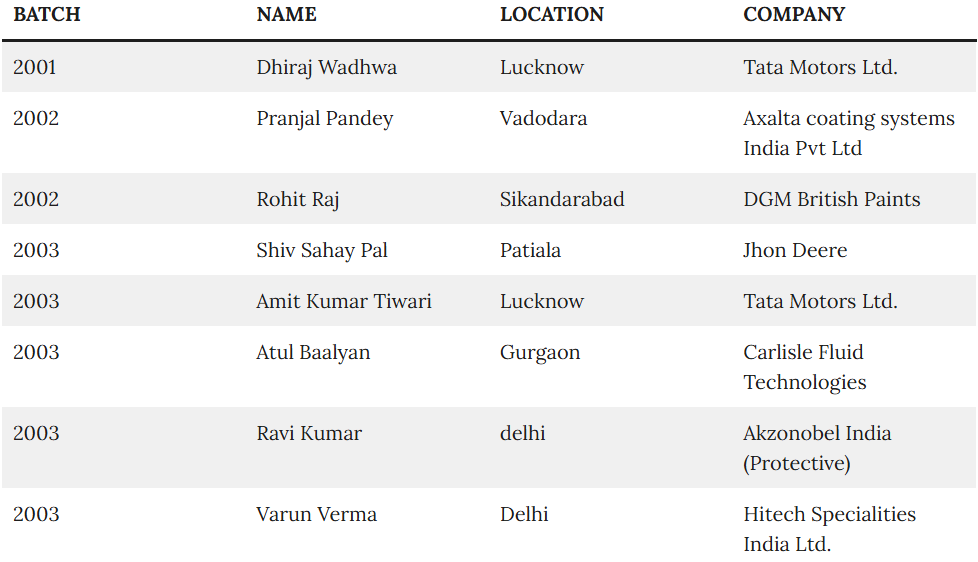 BATCH NAME LOCATION COMPANY
2001 Dhiraj Wadhwa Lucknow Tata Motors Ltd.
2002 Pranjal Pandey Vadodara Axalta coating systems
India Pvt Ltd
2002 Rohit Raj Sikandarabad DGM British Paints
2003 Shiv Sahay Pal Patiala Jhon Deere
2003 Amit Kumar Tiwari Lucknow Tata Motors Ltd.
2003 Atul Baalyan Gurgaon Carlisle Fluid
Technologies
2003 Ravi Kumar delhi Akzonobel India
(Protective)
2003 Varun Verma Delhi Hitech Specialities
India Ltd.